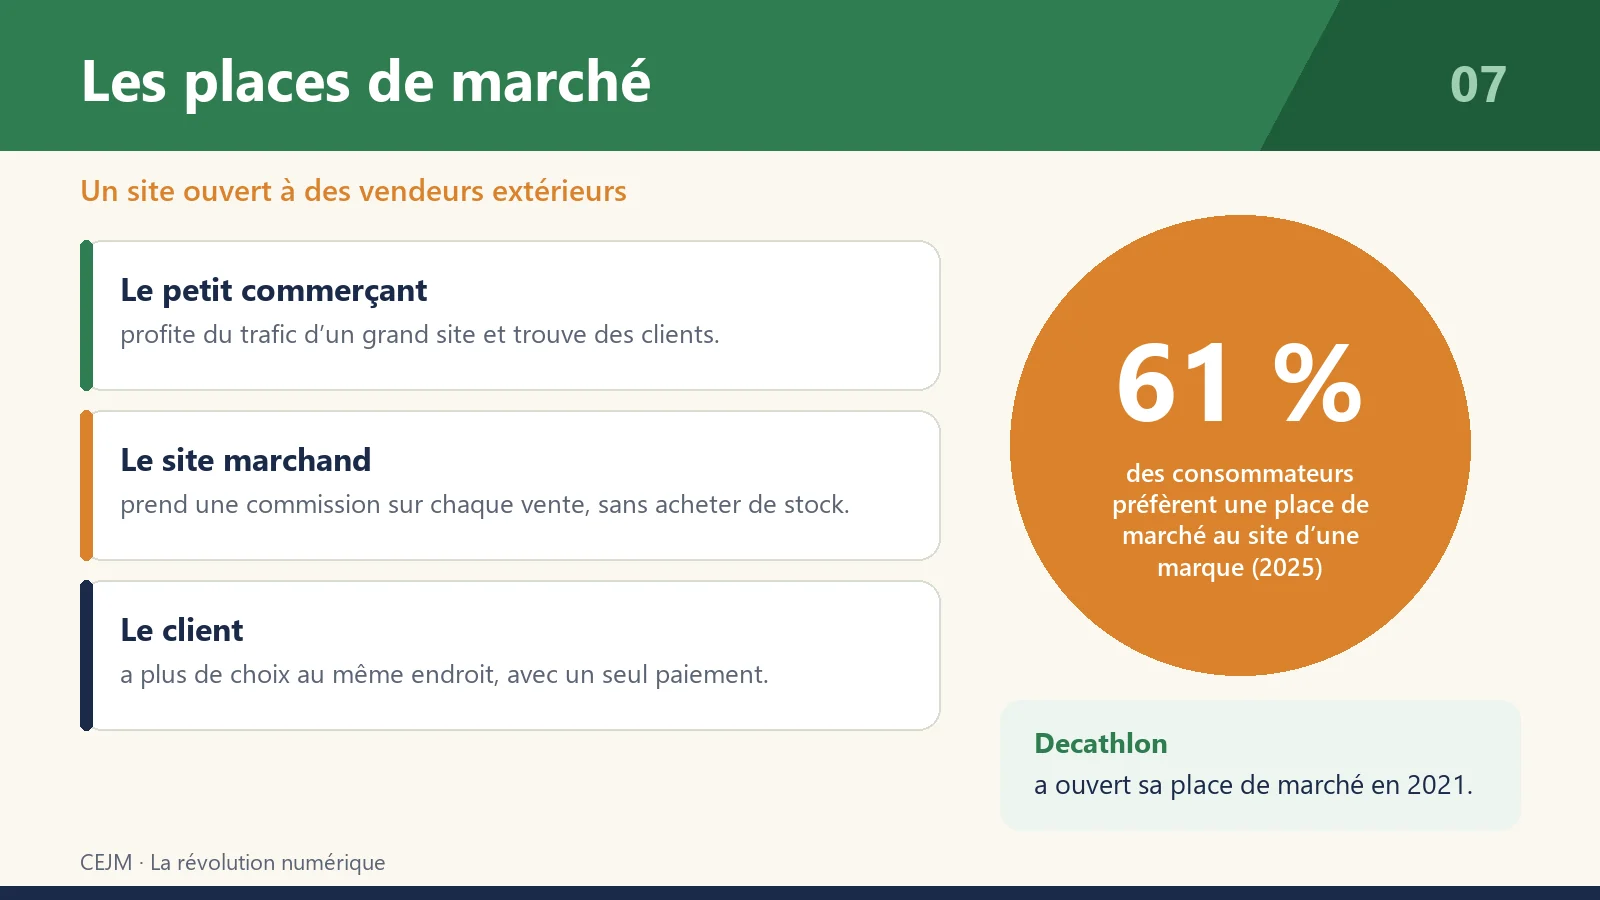 Les places de marché
07
Un site ouvert à des vendeurs extérieurs
Le petit commerçant
profite du trafic d’un grand site et trouve des clients.
Le site marchand
prend une commission sur chaque vente, sans acheter de stock.
Le client
a plus de choix au même endroit, avec un seul paiement.
61 %
des consommateurs
préfèrent une place de
marché au site d’une
marque (2025)
Decathlon
a ouvert sa place de marché en 2021.
CEJM · La révolution numérique